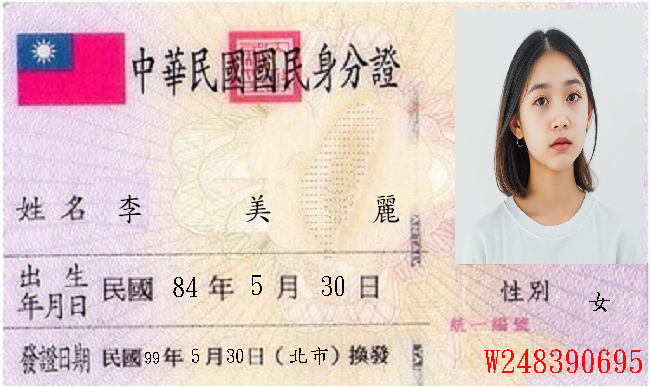 中華民國國民身分證
姓名 李 美 麗
出生年月日 民國 84 年 5 月 30 日
性別 女
統一編號
W248390695
發證日期 民國99年5月30日(北市)換發